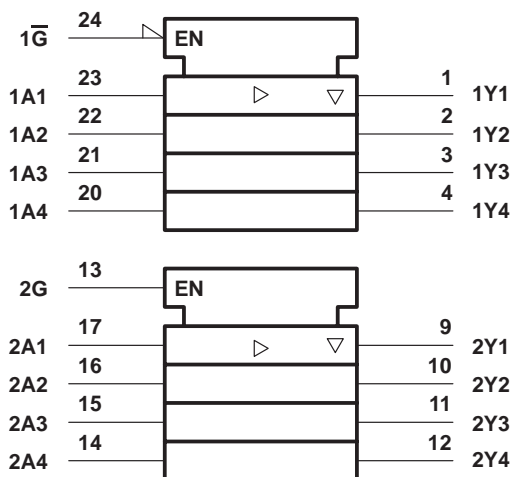 1G̅ 24 EN
1A1 23 1 1Y1
1A2 22 2 1Y2
1A3 21 3 1Y3
1A4 20 4 1Y4
2G 13 EN
2A1 17 9 2Y1
2A2 16 10 2Y2
2A3 15 11 2Y3
2A4 14 12 2Y4